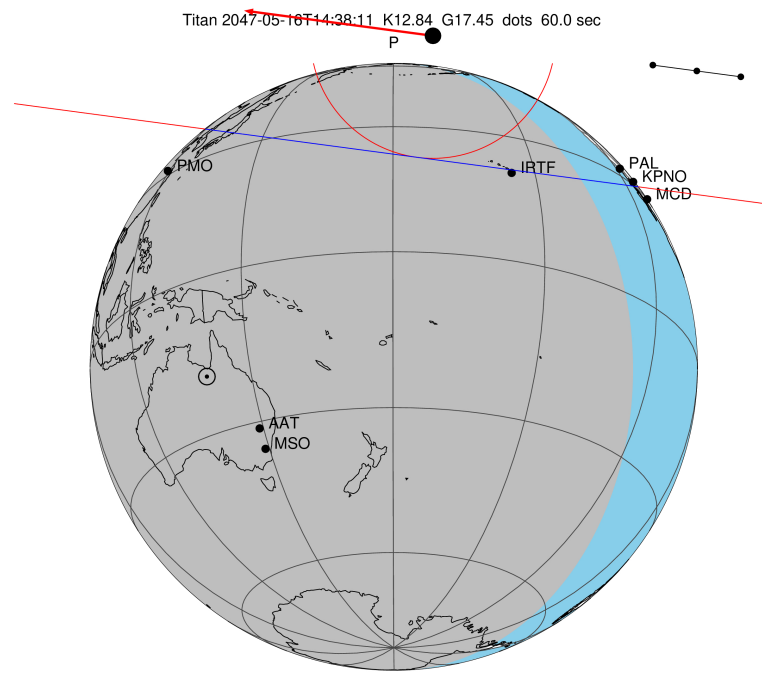 Titan 2047-05-16T14:38:11 K12.84 G17.45 dots 60.0 sec
P
PMO
IRTF
PAL
KPNO
MCD
AAT
MSO